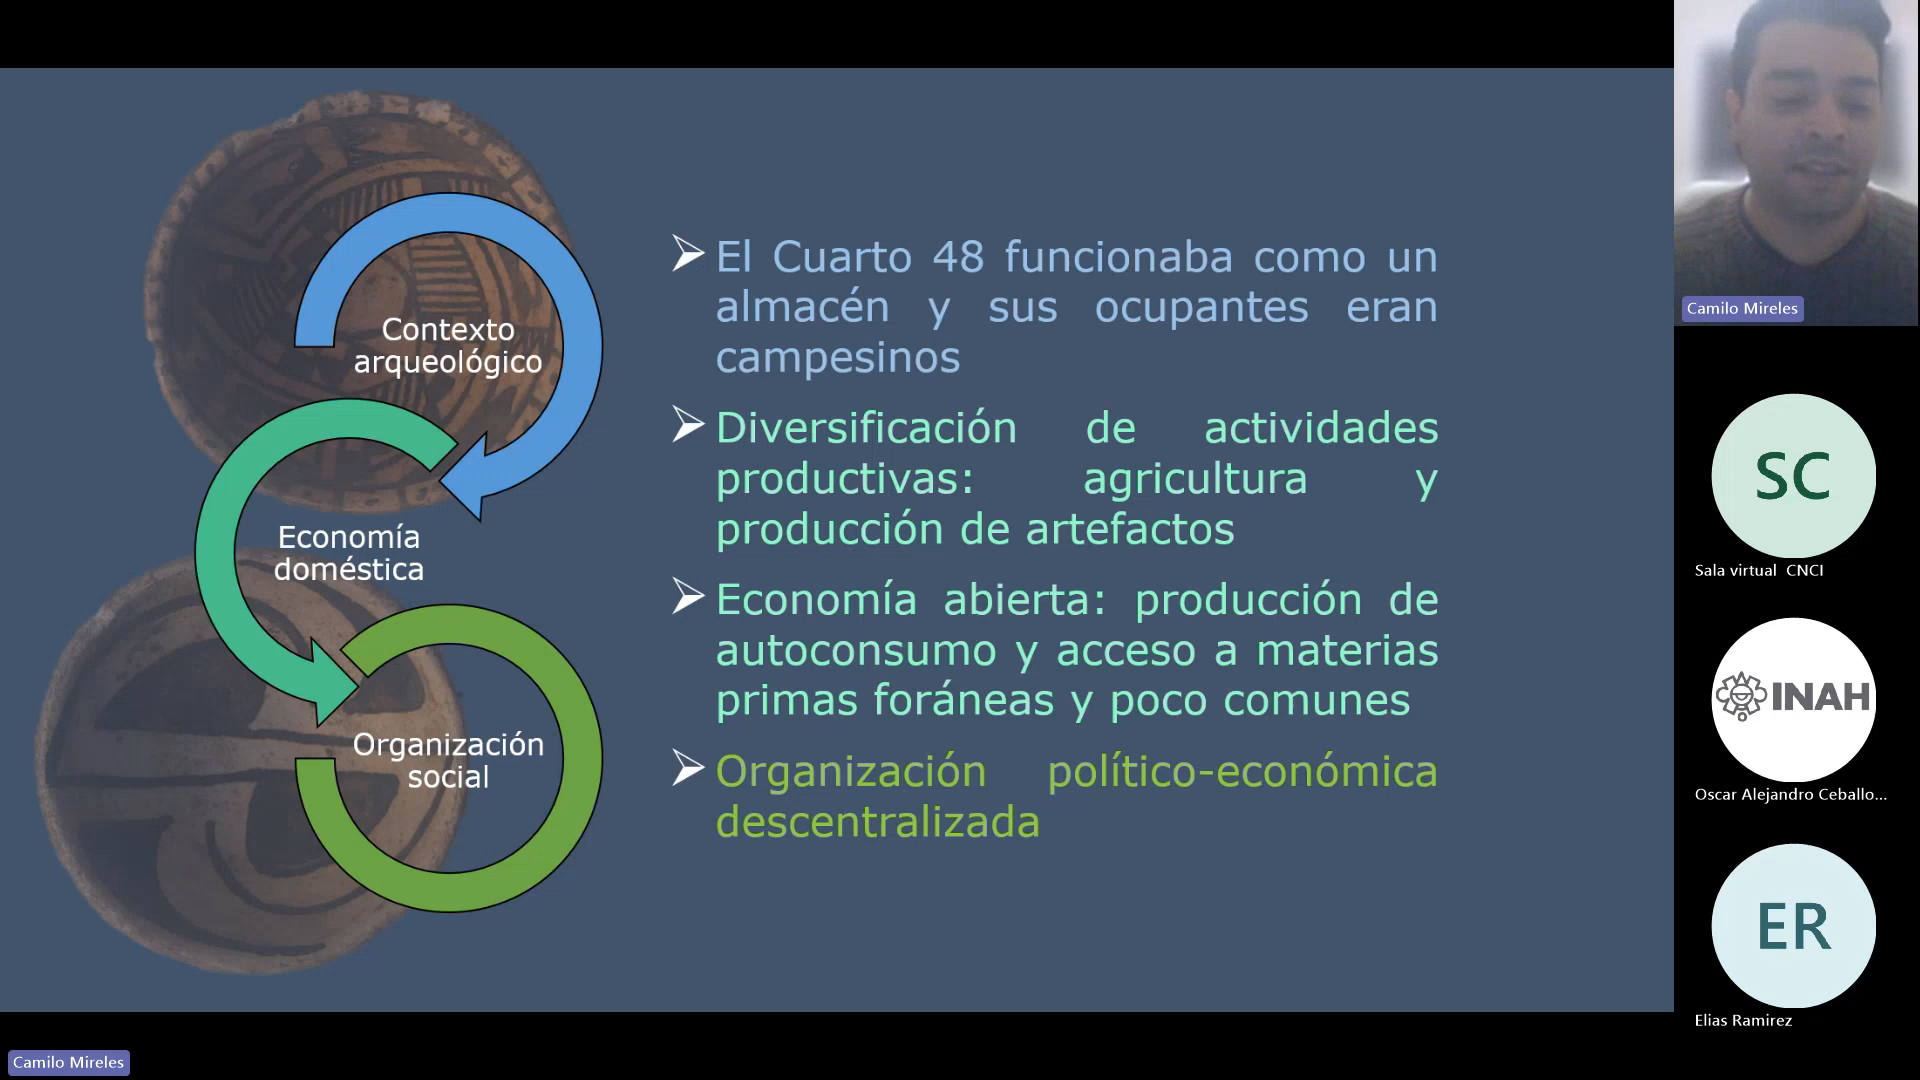 Contexto
arqueológico
Economía
doméstica
Organización
social
El Cuarto 48 funcionaba como un
almacén y sus ocupantes eran
campesinos
Diversificación de actividades
productivas: agricultura y
producción de artefactos
Economía abierta: producción de
autoconsumo y acceso a materias
primas foráneas y poco comunes
Organización político-económica
descentralizada
Camilo Mireles
SC
Sala virtual CNCI
INAH
Oscar Alejandro Ceballo...
ER
Elias Ramirez
Camilo Mireles